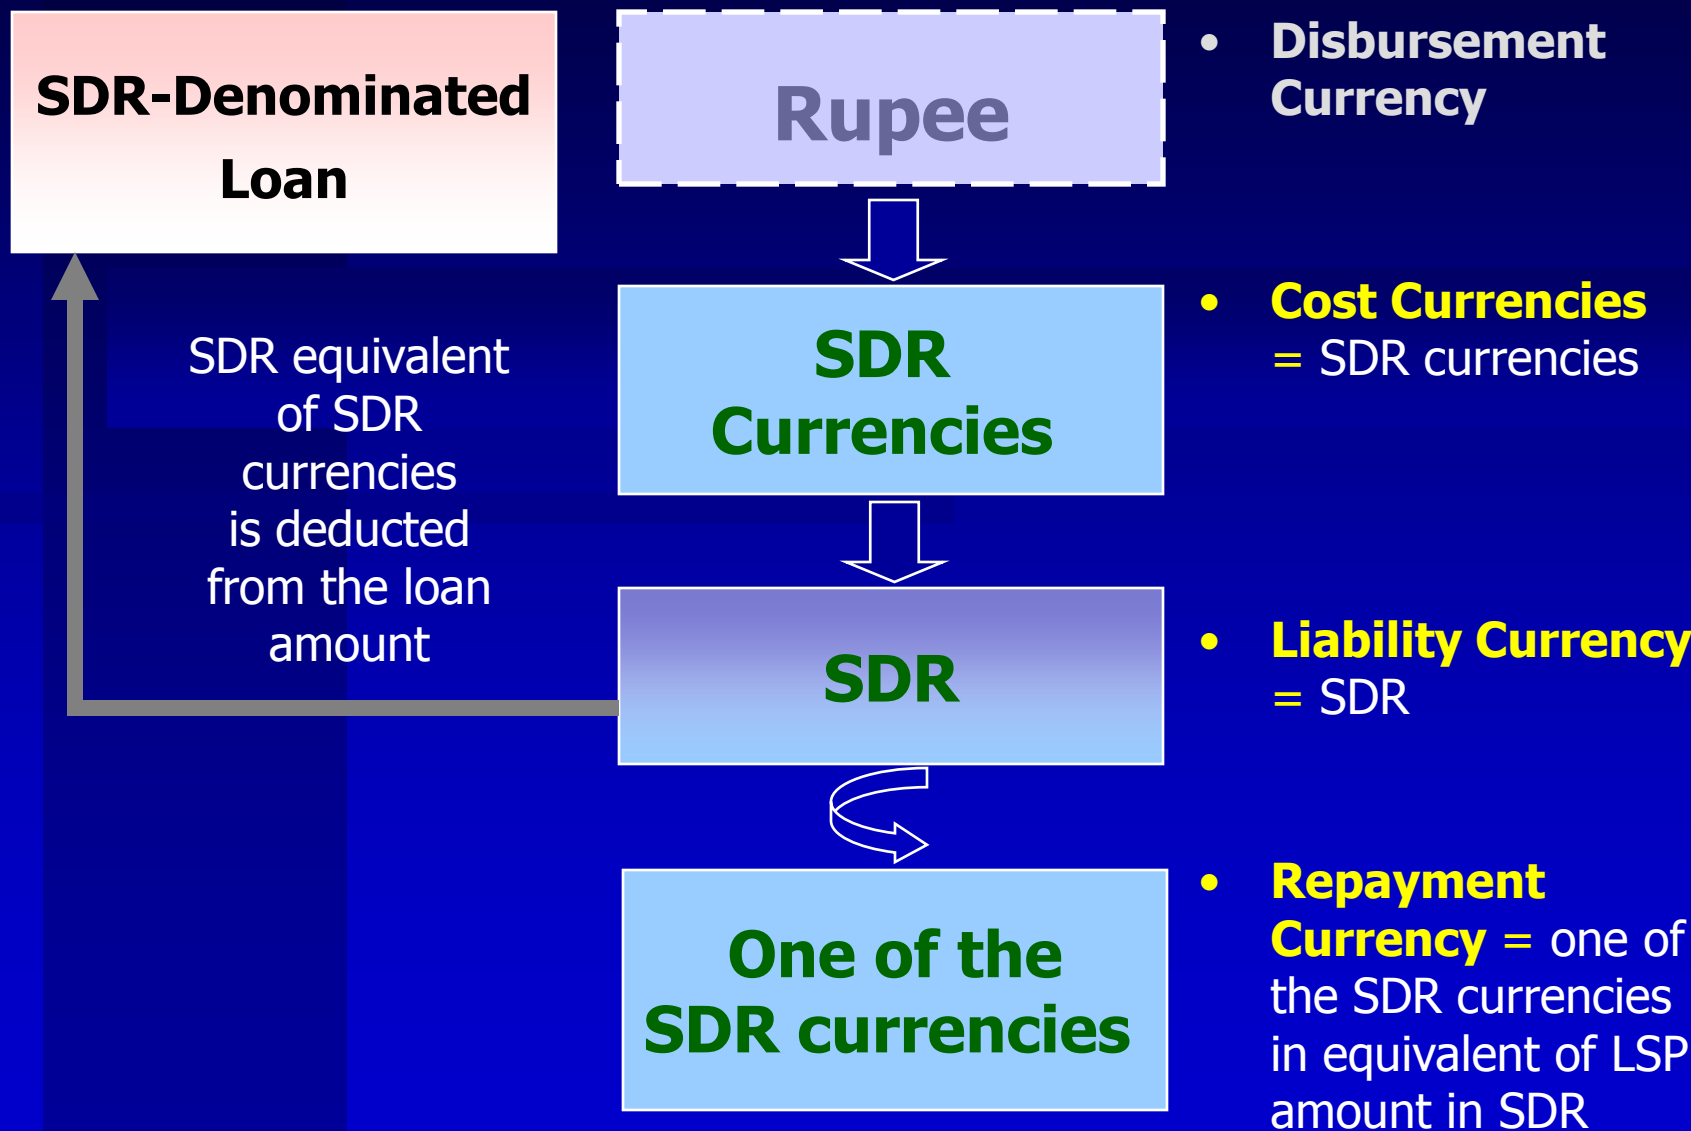 SDR-Denominated
Loan
Rupee
• Disbursement
Currency
SDR
Currencies
• Cost Currencies
= SDR currencies
SDR equivalent
of SDR
currencies
is deducted
from the loan
amount
SDR
• Liability Currency
= SDR
One of the
SDR currencies
• Repayment
Currency = one of
the SDR currencies
in equivalent of LSP
amount in SDR